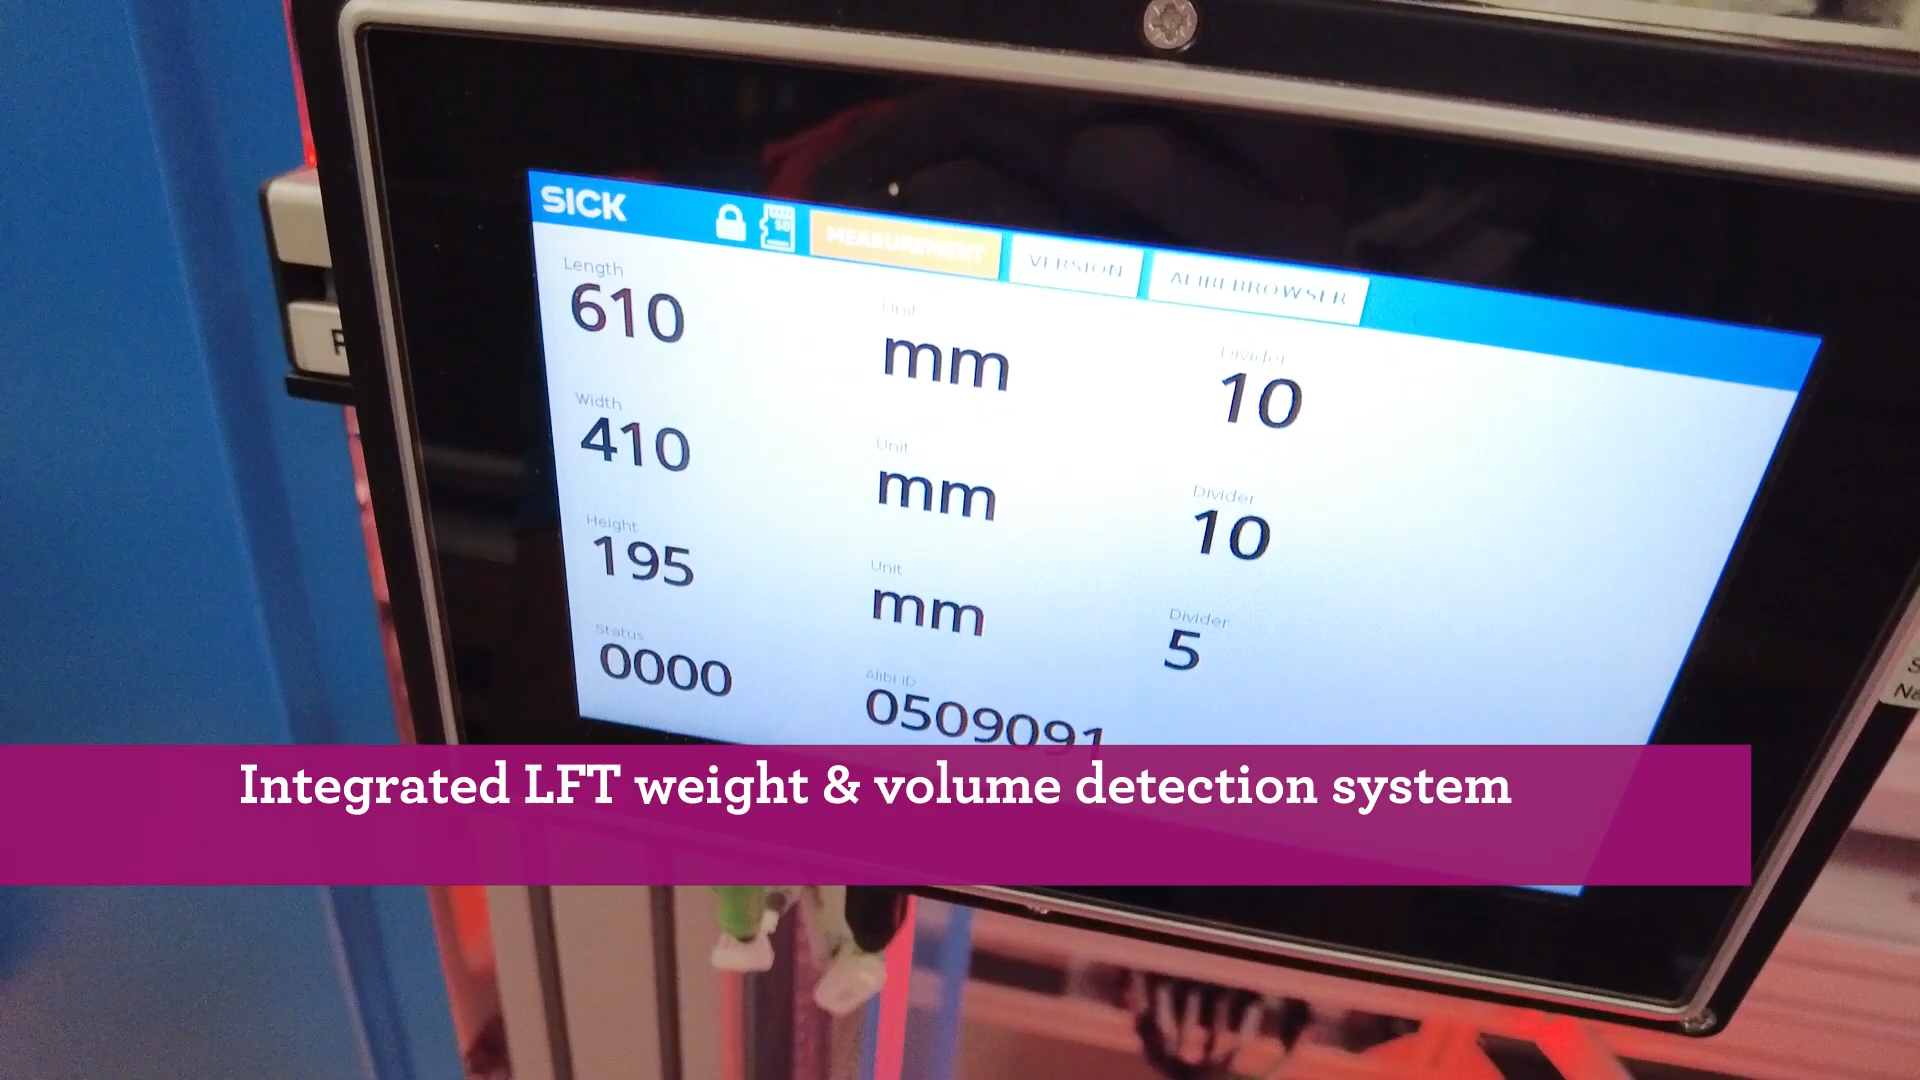 SICK
SD
MEASUREMENT
VERSION
ALIBI BROWSER
Length
610
Unit
mm
Divider
10
Width
410
Unit
mm
Divider
10
Height
195
Unit
mm
Divider
5
Status
0000
Alibi ID
0509091
Integrated LFT weight & volume detection system